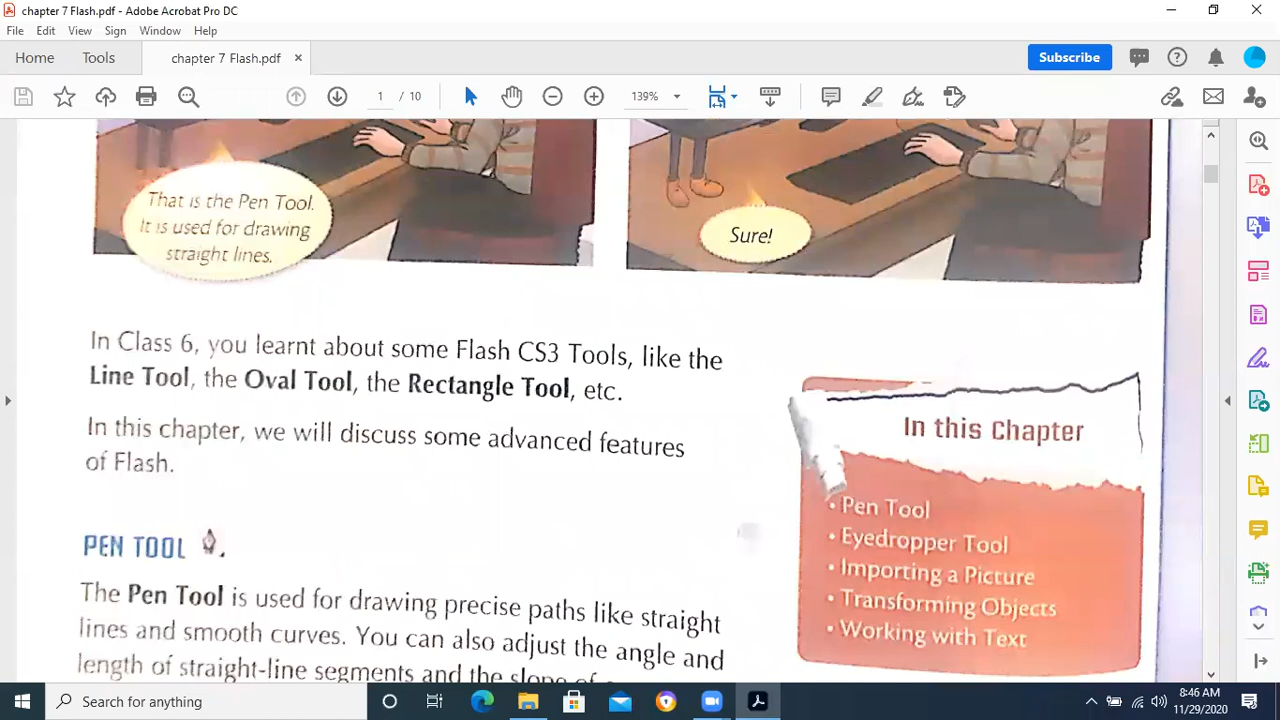 chapter 7 Flash.pdf - Adobe Acrobat Pro DC
File Edit View Sign Window Help
Home Tools chapter 7 Flash.pdf × Subscribe
1 / 10 139%
That is the Pen Tool.
It is used for drawing
straight lines.
Sure!
In Class 6, you learnt about some Flash CS3 Tools, like the
Line Tool, the Oval Tool, the Rectangle Tool, etc.
In this chapter, we will discuss some advanced features
of Flash.
PEN TOOL
The Pen Tool is used for drawing precise paths like straight
lines and smooth curves. You can also adjust the angle and
length of straight-line segments and the slope of
In this Chapter
• Pen Tool
• Eyedropper Tool
• Importing a Picture
• Transforming Objects
• Working with Text
Search for anything
8:46 AM
11/29/2020